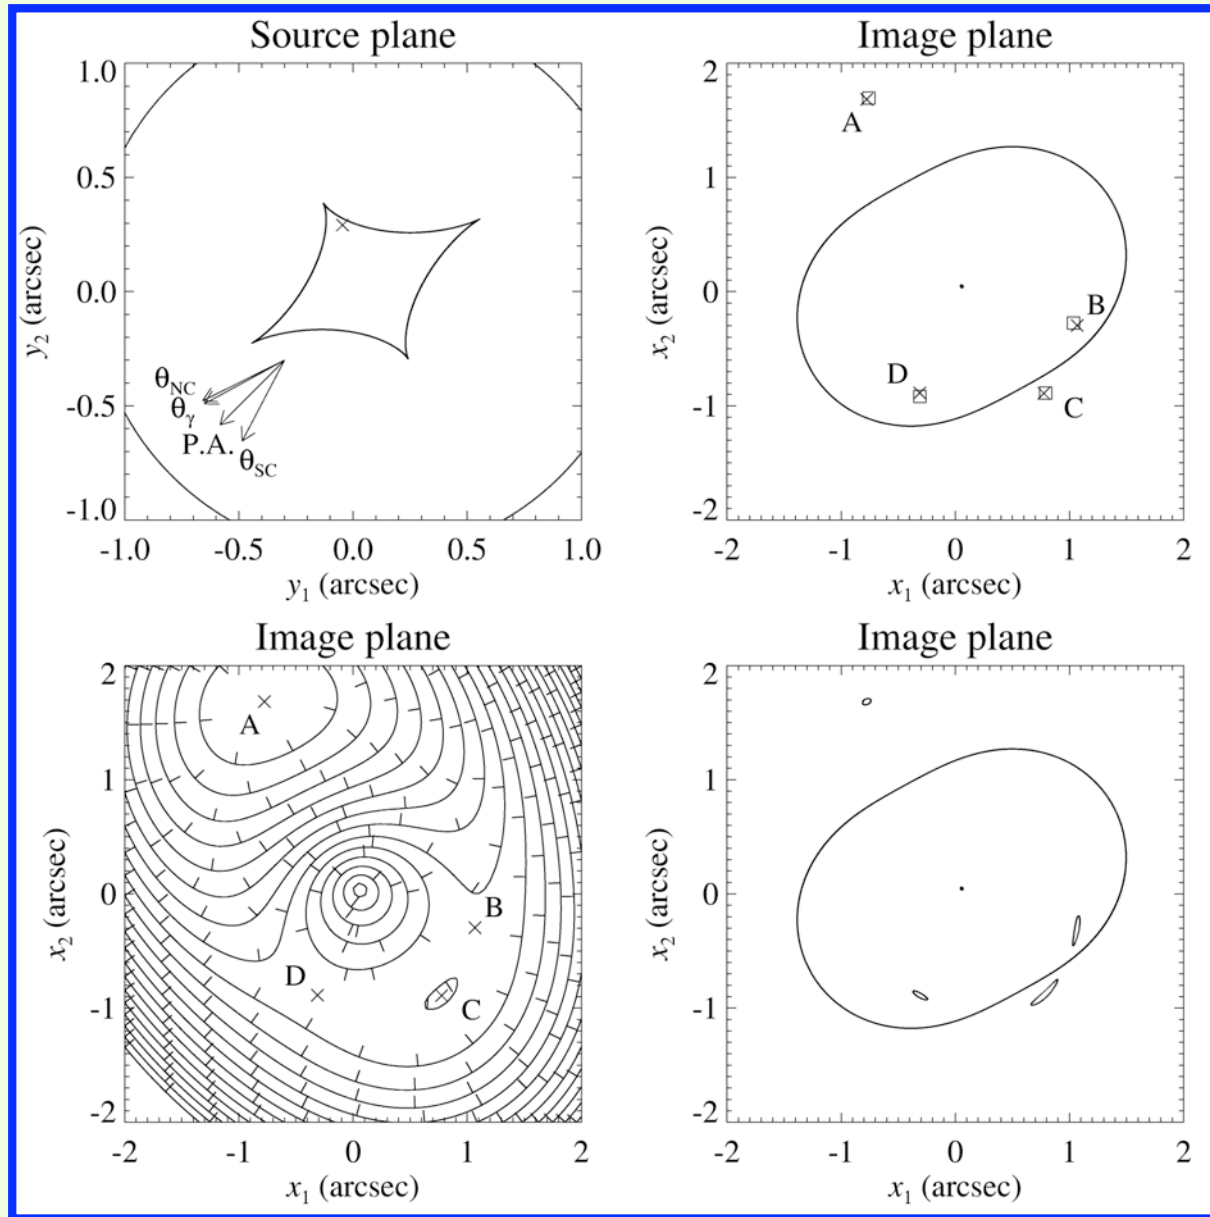 Source plane
1.0
0.5
0.0
-0.5
-1.0
y₂ (arcsec)
θNC
θγ
P.A.
θSC
-1.0 -0.5 0.0 0.5 1.0
y₁ (arcsec)
Image plane
2
1
0
-1
-2
x₂ (arcsec)
A
B
D
C
-2 -1 0 1 2
x₁ (arcsec)
Image plane
2
1
0
-1
-2
x₂ (arcsec)
A
B
D
C
-2 -1 0 1 2
x₁ (arcsec)
Image plane
2
1
0
-1
-2
x₂ (arcsec)
-2 -1 0 1 2
x₁ (arcsec)